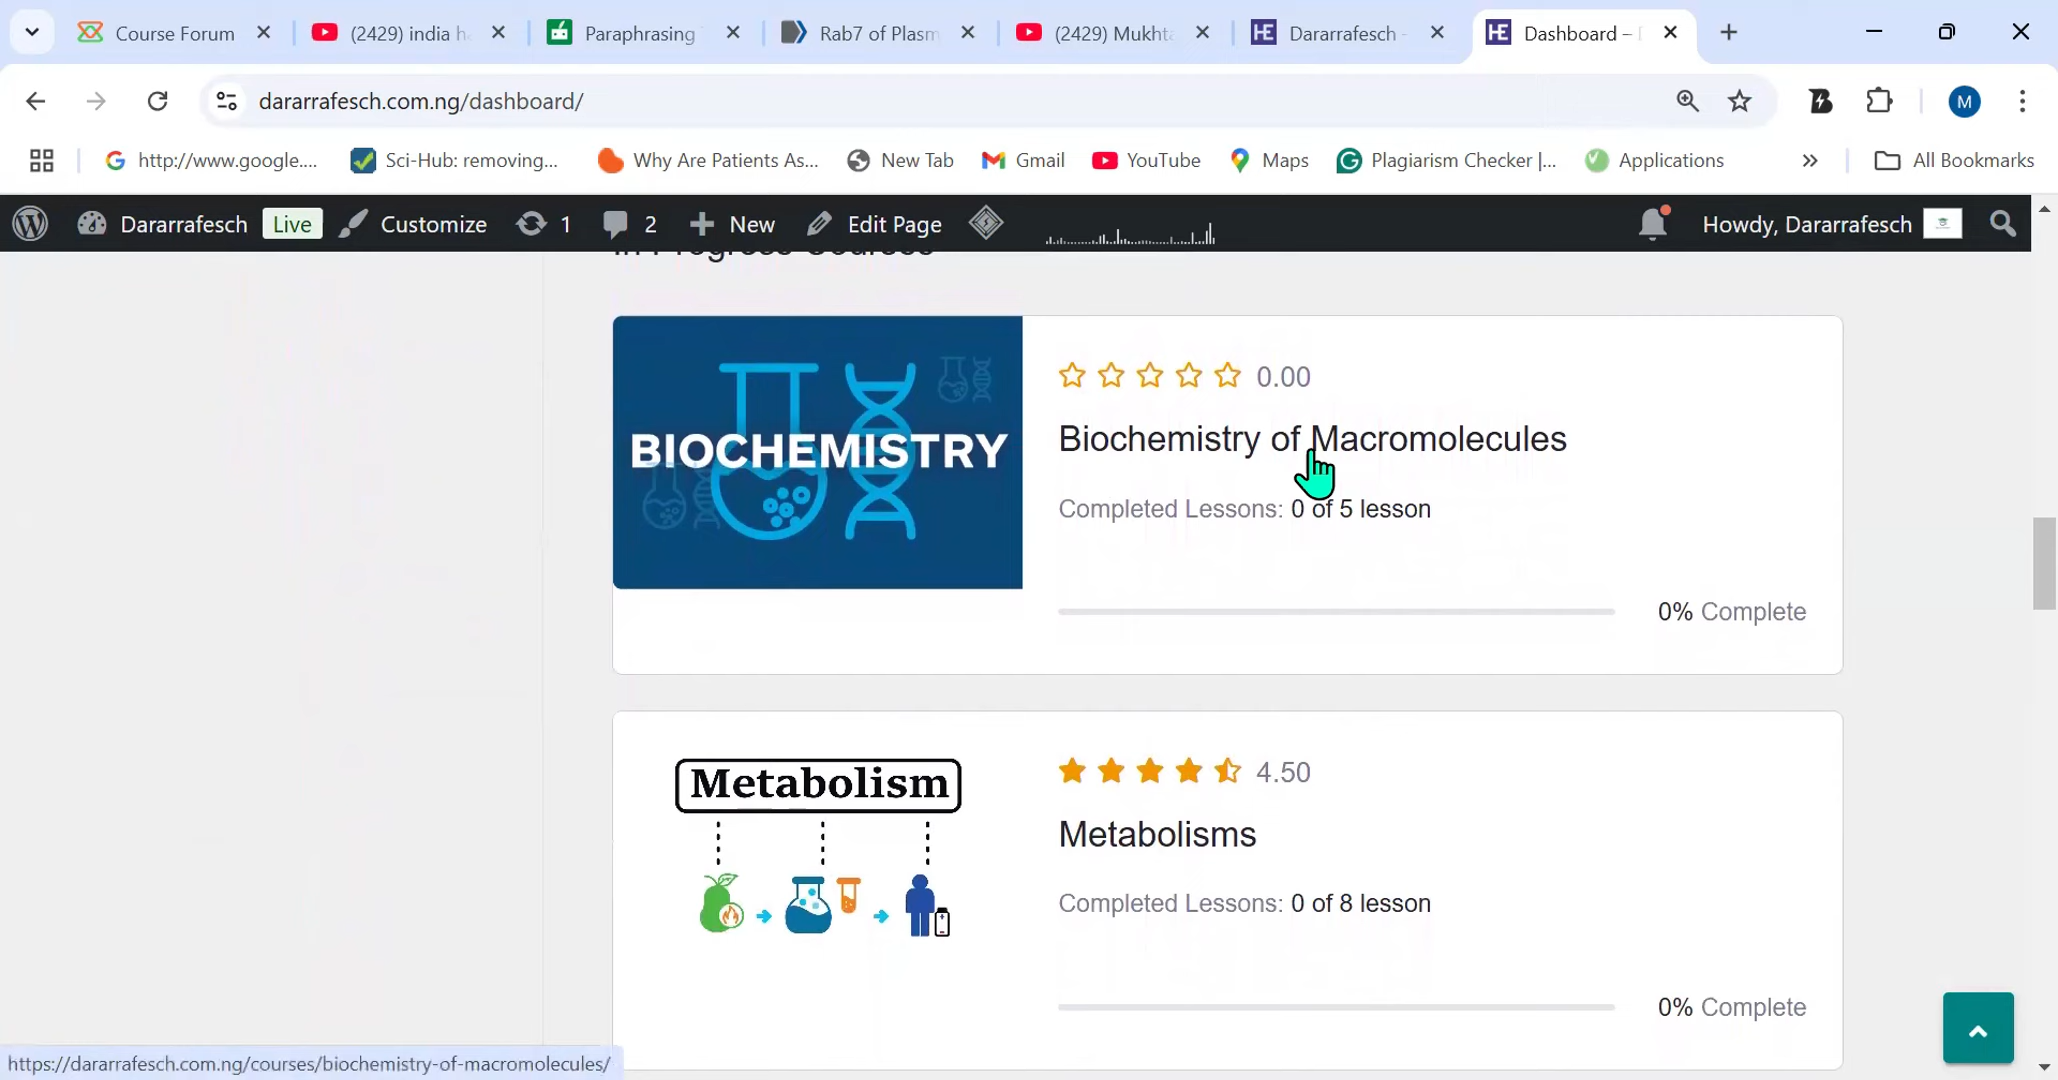 Course Forum
(2429) india h
Paraphrasing
Rab7 of Plasm
(2429) Mukhta
Dararrafesch -
Dashboard –
dararrafesch.com.ng/dashboard/
M
http://www.google....
Sci-Hub: removing...
Why Are Patients As...
New Tab
Gmail
YouTube
Maps
Plagiarism Checker |...
Applications
»
All Bookmarks
Dararrafesch
Live
Customize
1
2
New
Edit Page
Howdy, Dararrafesch
In Progress Courses
BIOCHEMISTRY
0.00
Biochemistry of Macromolecules
Completed Lessons: 0 of 5 lesson
0% Complete
Metabolism
4.50
Metabolisms
Completed Lessons: 0 of 8 lesson
0% Complete
https://dararrafesch.com.ng/courses/biochemistry-of-macromolecules/